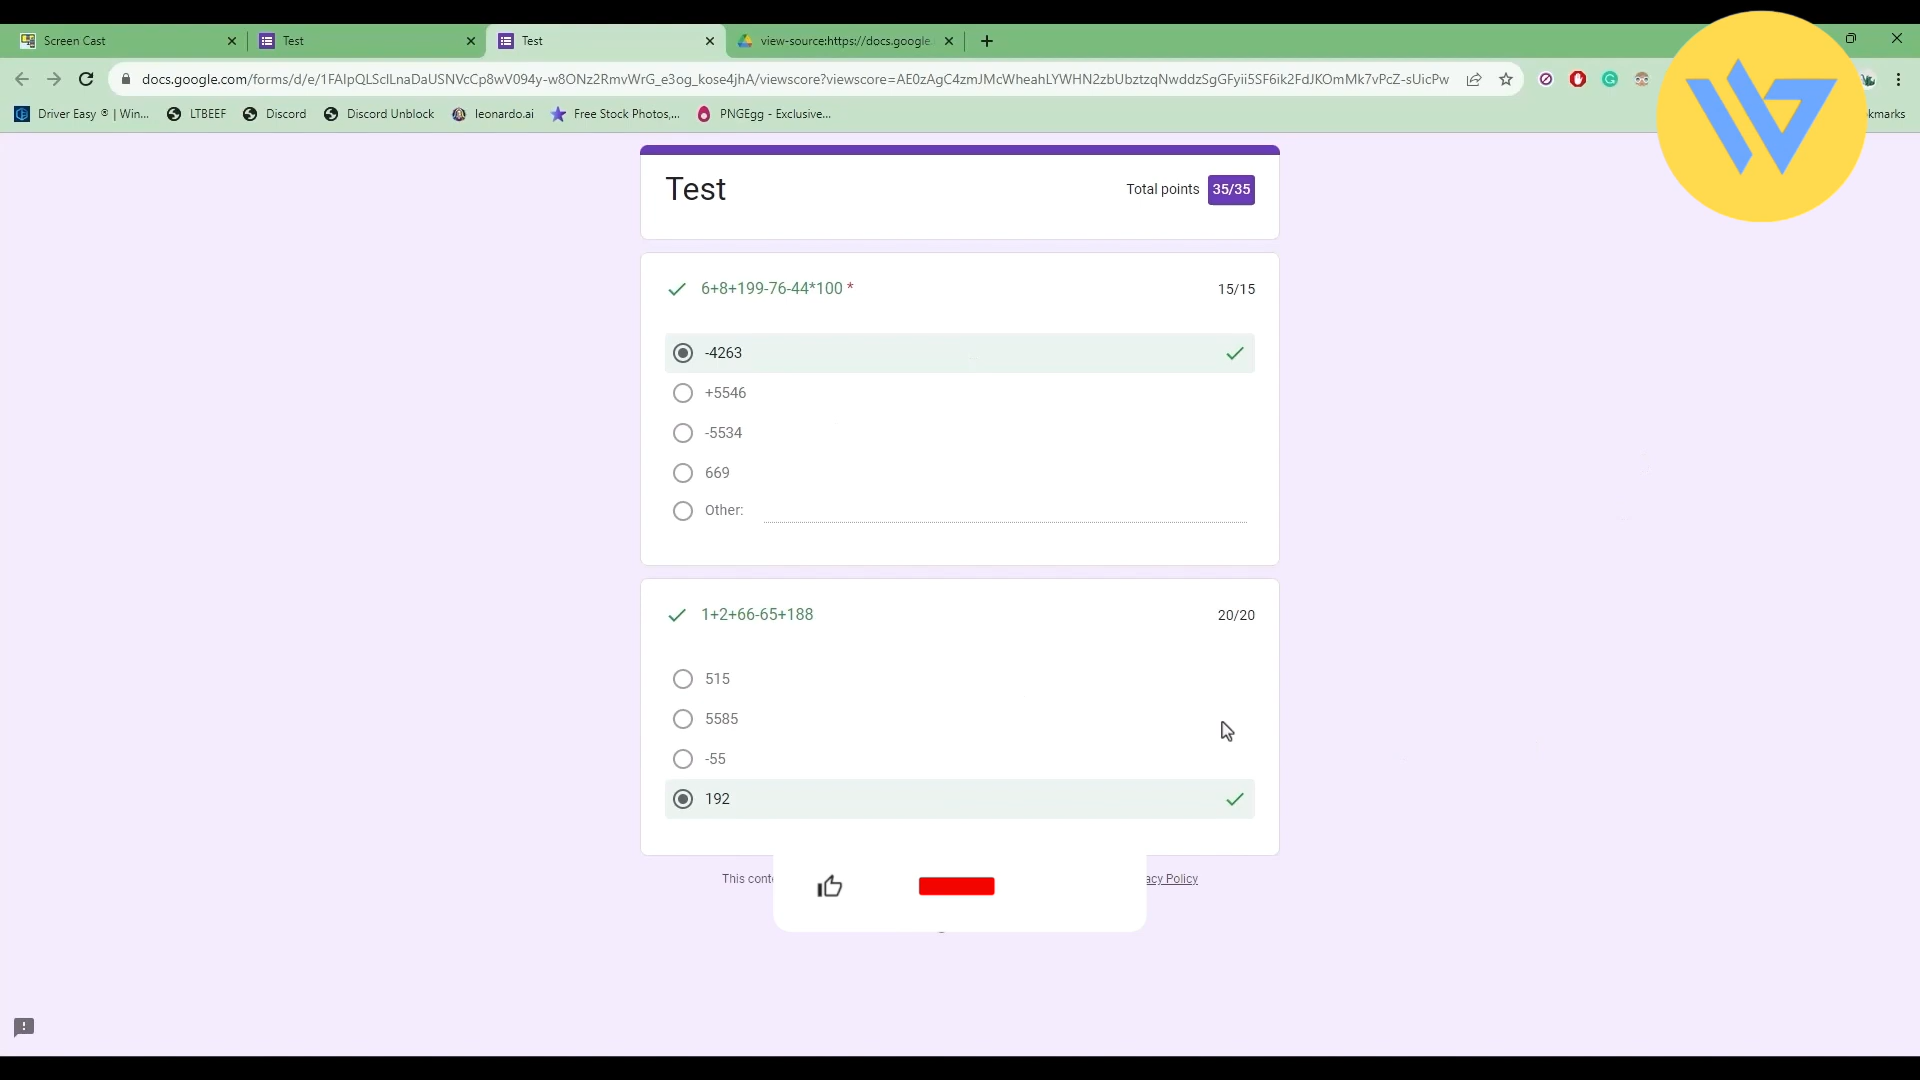 Screen Cast
Test
Test
view-source:https://docs.google.
docs.google.com/forms/d/e/1FAIpQLSclLnaDaUSNVcCp8wV094y-w8ONz2RmvWrG_e3og_kose4jhA/viewscore?viewscore=AE0zAgC4zmJMcWheahLYWHN2zbUbztzqNwddzSgGFyii5SF6ik2FdJKOmMk7vPcZ-sUicPw
Driver Easy ® | Win...
LTBEEF
Discord
Discord Unblock
leonardo.ai
Free Stock Photos,...
PNGEgg - Exclusive...
kmarks
Test
Total points 35/35
6+8+199-76-44*100 *
15/15
-4263
+5546
-5534
669
Other:
1+2+66-65+188
20/20
515
5585
-55
192
This conte
acy Policy